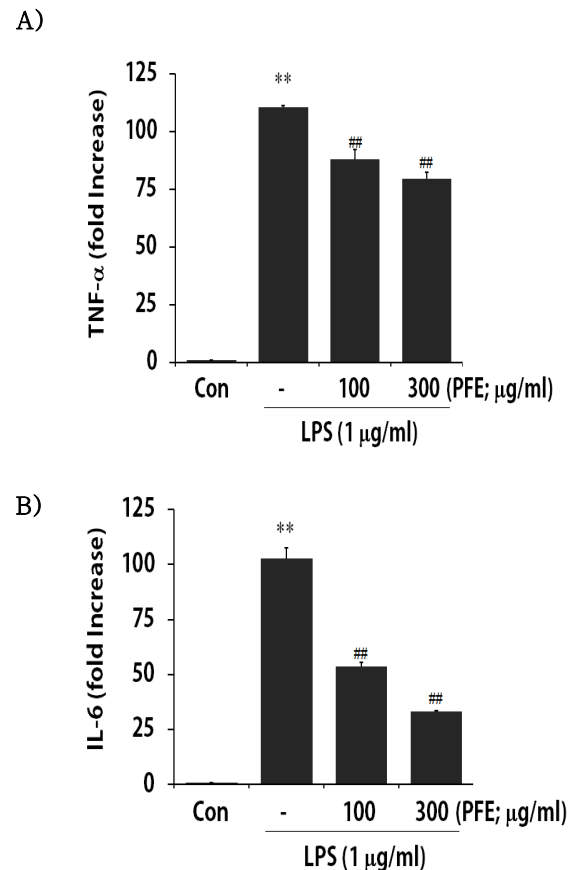 A)
TNF-α (fold Increase)
125
100
75
50
25
0
**
##
##
Con - 100 300 (PFE; μg/ml)
LPS (1 μg/ml)
B)
IL-6 (fold Increase)
125
100
75
50
25
0
**
##
##
Con - 100 300 (PFE; μg/ml)
LPS (1 μg/ml)